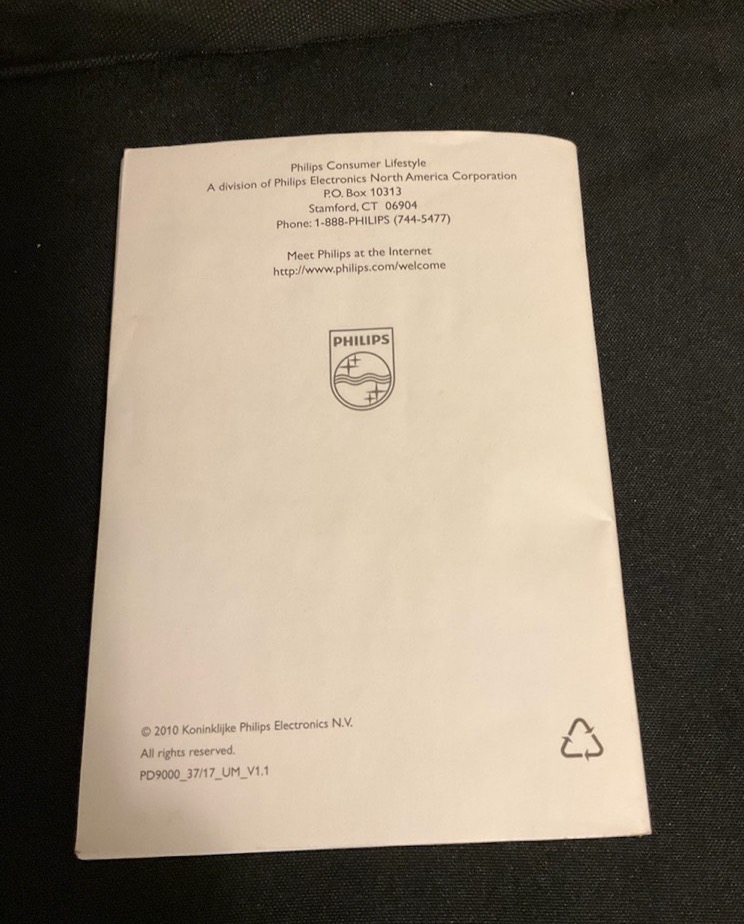 Philips Consumer Lifestyle
A division of Philips Electronics North America Corporation
P.O. Box 10313
Stamford, CT 06904
Phone: 1-888-PHILIPS (744-5477)
Meet Philips at the Internet
http://www.philips.com/welcome
PHILIPS
© 2010 Koninklijke Philips Electronics N.V.
All rights reserved.
PD9000_37/17_UM_V1.1